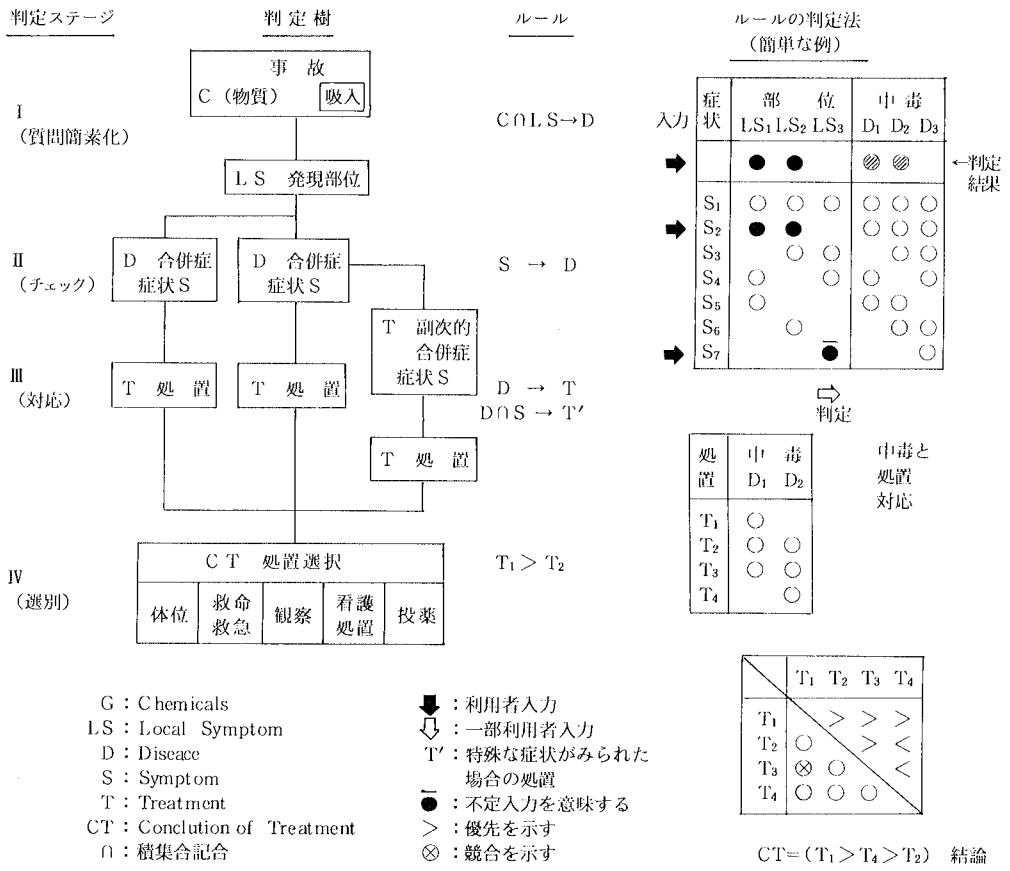 判定ステージ
判定樹
ルール
ルールの判定法
(簡単な例)
I
(質問簡素化)
事 故
C (物質) 吸入
C∩LS→D
LS 発現部位
II
(チェック)
D 合併症
症状S
D 合併症
症状S
S → D
T 副次的
合併症
症状S
III
(対応)
T 処 置
T 処 置
D → T
D∩S → T′
T 処 置
IV
(選別)
CT 処置選択
T₁ > T₂
体位
救命
救急
観察
看護
処置
投薬
入力
症状
部 位
中 毒
LS₁ LS₂ LS₃
D₁ D₂ D₃
➡ ● ● ◍ ◍ ←判定
結果
S₁ ○ ○ ○ ○ ○ ○
➡ S₂ ● ● ○ ○ ○
S₃ ○ ○ ○ ○
S₄ ○ ○ ○ ○
S₅ ○ ○ ○
S₆ ○ ○ ○
➡ S₇ ●̅ ○
⇨
判定
処置
中 毒
D₁ D₂
T₁ ○
T₂ ○ ○
T₃ ○ ○
T₄ ○
中毒と
処置
対応
T₁ T₂ T₃ T₄
T₁ > > >
T₂ ○ > <
T₃ ⊗ ○ <
T₄ ○ ○ ○
CT=(T₁>T₄>T₂) 結論
G : Chemicals
LS : Local Symptom
D : Diseace
S : Symptom
T : Treatment
CT : Conclution of Treatment
∩ : 積集合記合
⬇ : 利用者入力
⇩ : 一部利用者入力
T′ : 特殊な症状がみられた
場合の処置
●̅ : 不定入力を意味する
> : 優先を示す
⊗ : 競合を示す